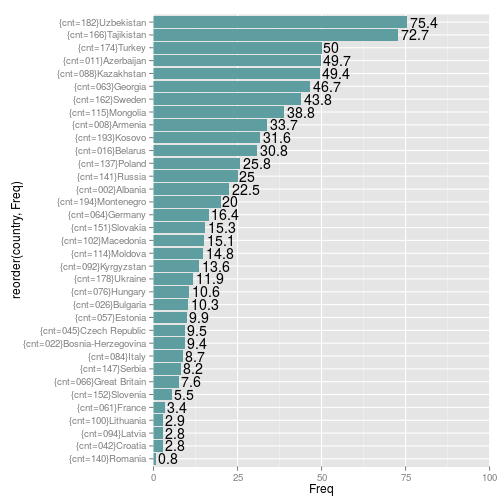 {cnt=182}Uzbekistan 75.4
{cnt=166}Tajikistan 72.7
{cnt=174}Turkey 50
{cnt=011}Azerbaijan 49.7
{cnt=088}Kazakhstan 49.4
{cnt=063}Georgia 46.7
{cnt=162}Sweden 43.8
{cnt=115}Mongolia 38.8
{cnt=008}Armenia 33.7
{cnt=193}Kosovo 31.6
{cnt=016}Belarus 30.8
{cnt=137}Poland 25.8
{cnt=141}Russia 25
{cnt=002}Albania 22.5
{cnt=194}Montenegro 20
{cnt=064}Germany 16.4
{cnt=151}Slovakia 15.3
{cnt=102}Macedonia 15.1
{cnt=114}Moldova 14.8
{cnt=092}Kyrgyzstan 13.6
{cnt=178}Ukraine 11.9
{cnt=076}Hungary 10.6
{cnt=026}Bulgaria 10.3
{cnt=057}Estonia 9.9
{cnt=045}Czech Republic 9.5
{cnt=022}Bosnia-Herzegovina 9.4
{cnt=084}Italy 8.7
{cnt=147}Serbia 8.2
{cnt=066}Great Britain 7.6
{cnt=152}Slovenia 5.5
{cnt=061}France 3.4
{cnt=100}Lithuania 2.9
{cnt=094}Latvia 2.8
{cnt=042}Croatia 2.8
{cnt=140}Romania 0.8
0 25 50 75 100
Freq
reorder(country, Freq)